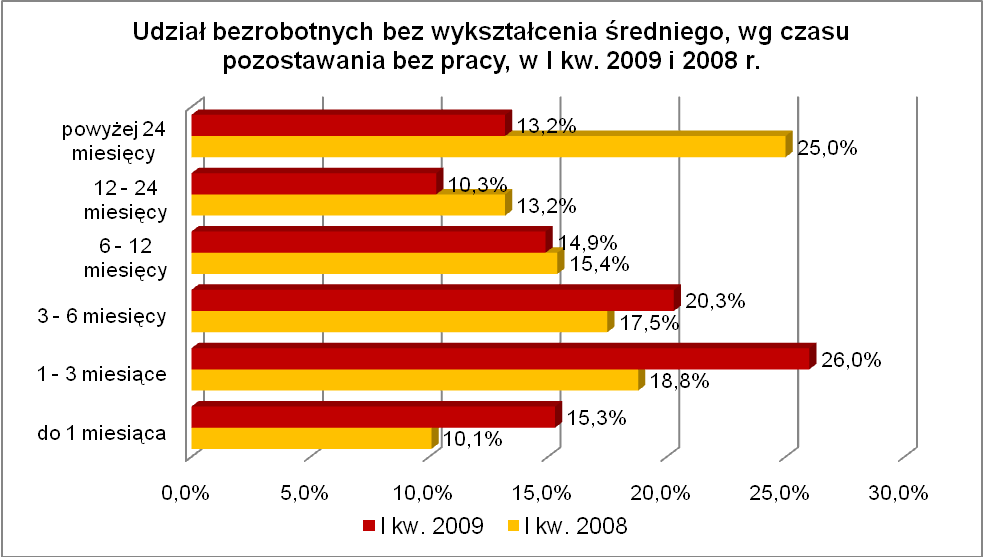 Udział bezrobotnych bez wykształcenia średniego, wg czasu
pozostawania bez pracy, w I kw. 2009 i 2008 r.
powyżej 24
miesięcy
13,2%
25,0%
12 - 24
miesięcy
10,3%
13,2%
6 - 12
miesięcy
14,9%
15,4%
3 - 6 miesięcy
20,3%
17,5%
1 - 3 miesiące
26,0%
18,8%
do 1 miesiąca
15,3%
10,1%
0,0% 5,0% 10,0% 15,0% 20,0% 25,0% 30,0%
I kw. 2009 I kw. 2008